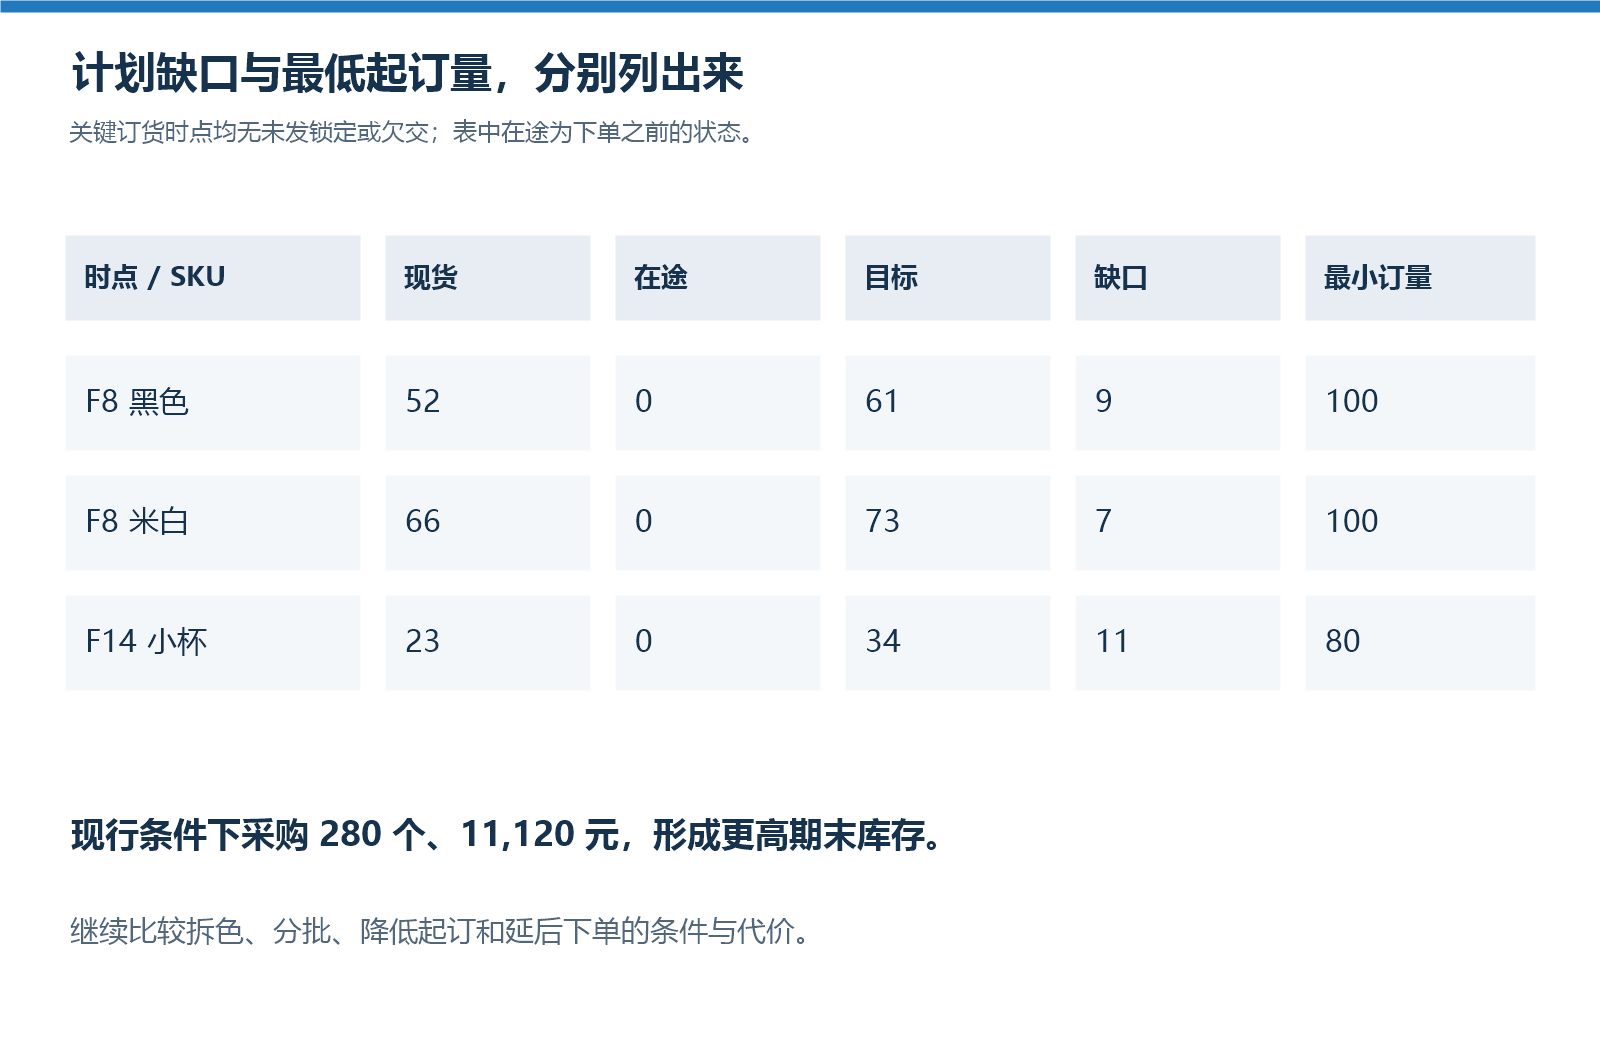 计划缺口与最低起订量，分别列出来
关键订货时点均无未发锁定或欠交；表中在途为下单之前的状态。
时点 / SKU 现货 在途 目标 缺口 最小订量
F8 黑色 52 0 61 9 100
F8 米白 66 0 73 7 100
F14 小杯 23 0 34 11 80
现行条件下采购 280 个、11,120 元，形成更高期末库存。
继续比较拆色、分批、降低起订和延后下单的条件与代价。